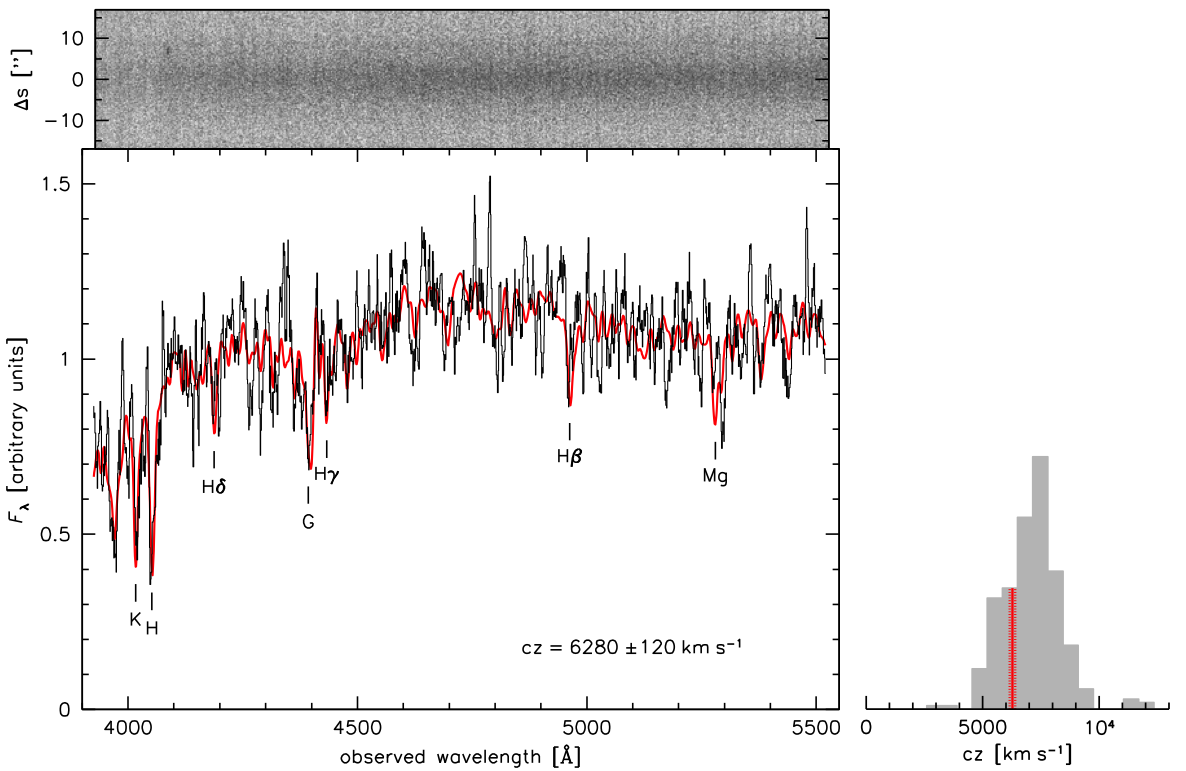 10
0
−10
Δs [”]
1.5
1
0.5
0
F_λ [arbitrary units]
Hδ
Hγ
G
Hβ
Mg
K
H
cz = 6280 ±120 km s⁻¹
4000 4500 5000 5500
observed wavelength [Å]
0 5000 10⁴
cz [km s⁻¹]